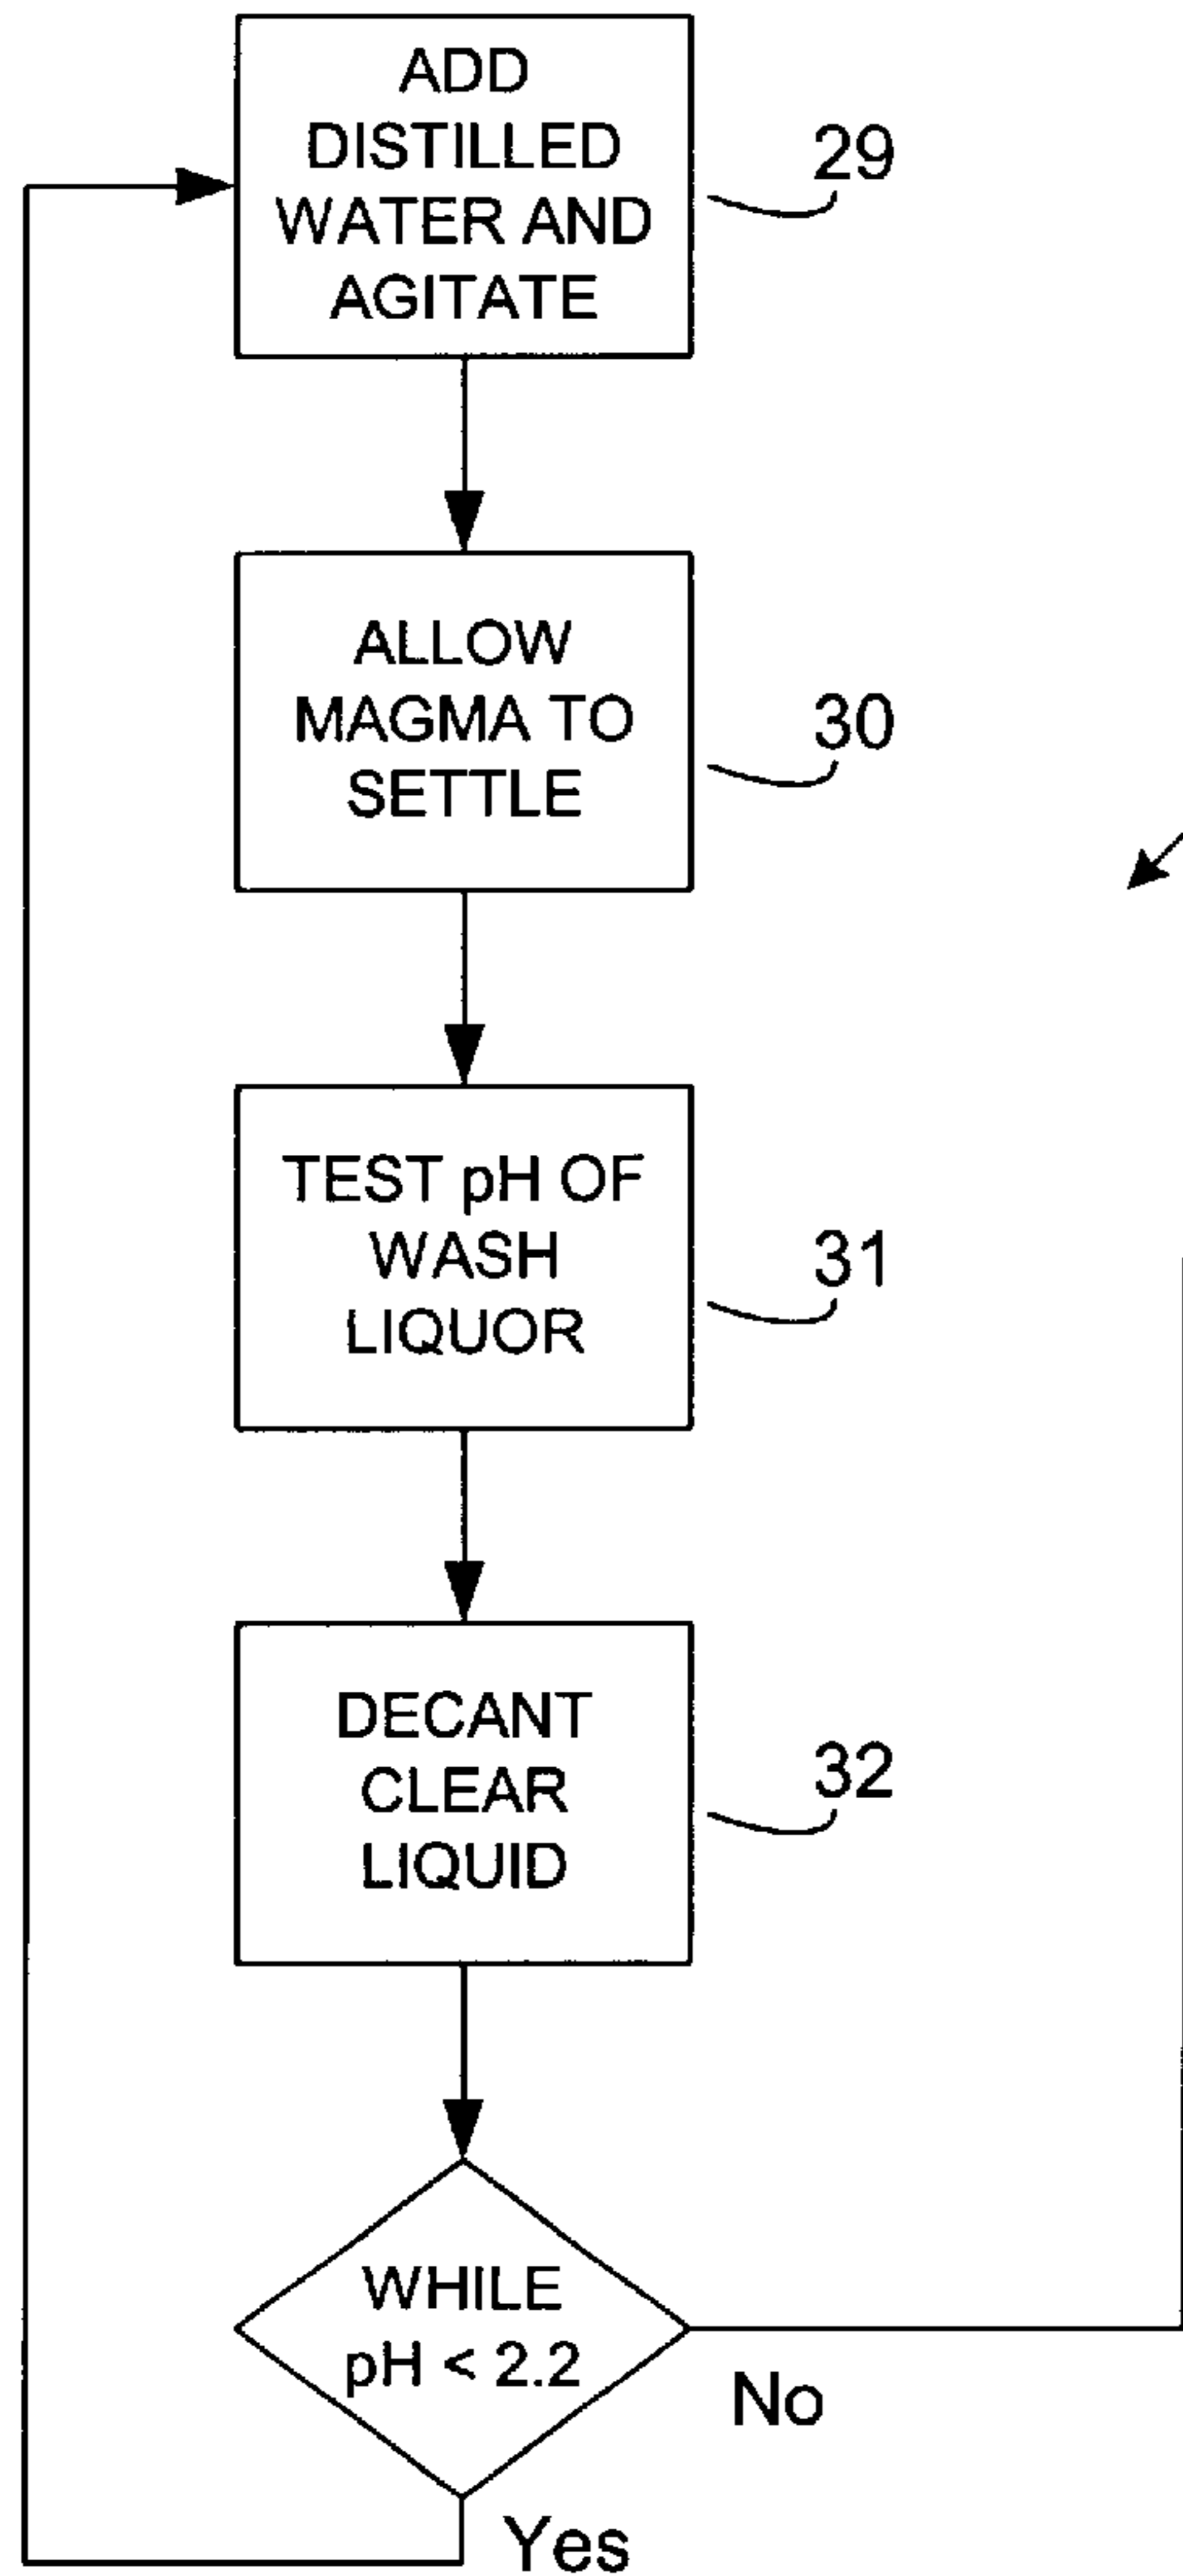 ADD
DISTILLED
WATER AND
AGITATE
29
ALLOW
MAGMA TO
SETTLE
30
TEST pH OF
WASH
LIQUOR
31
DECANT
CLEAR
LIQUID
32
WHILE
pH < 2.2
No
Yes